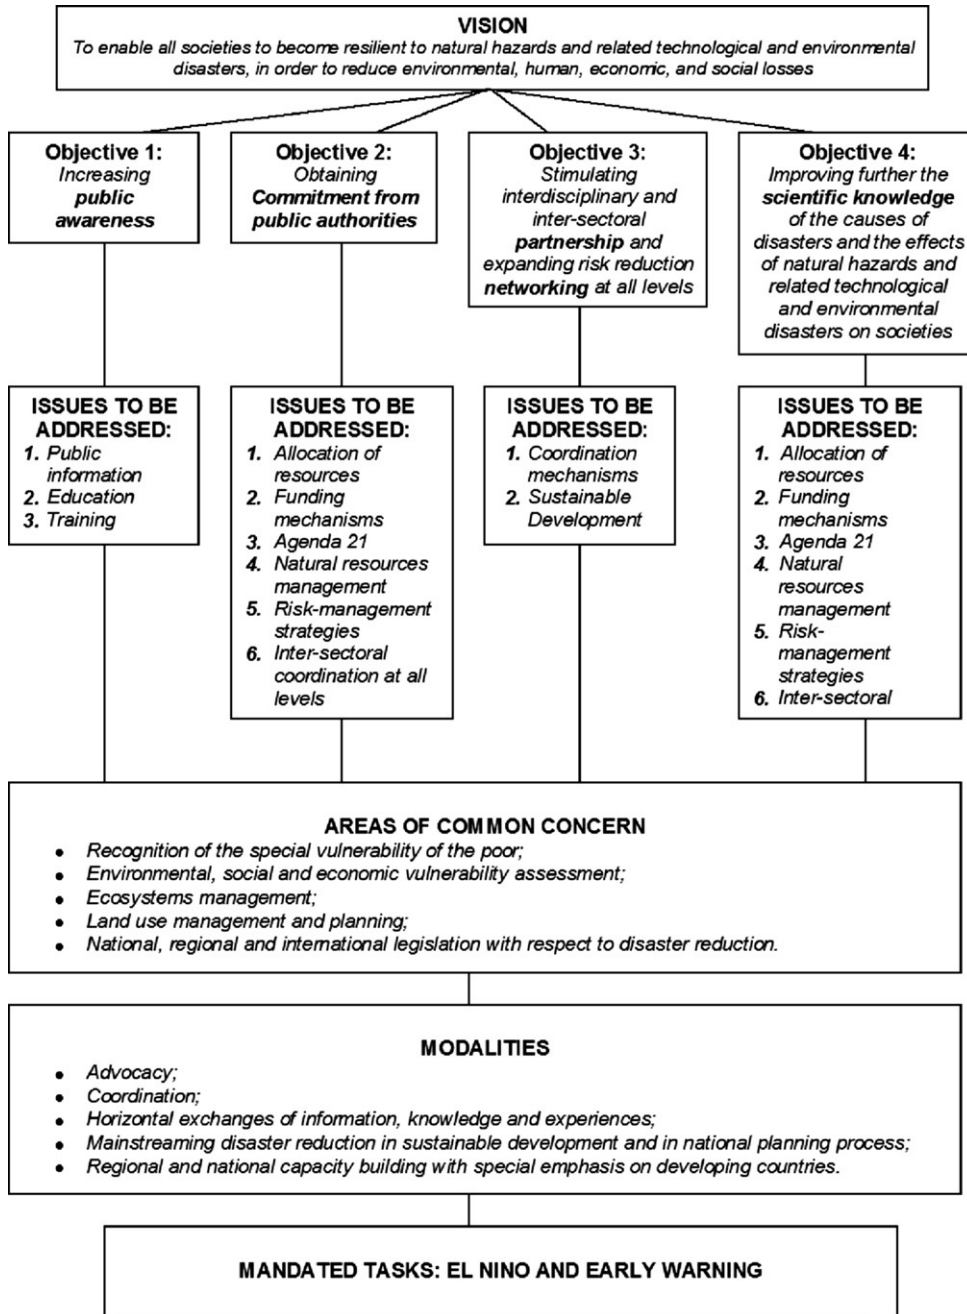 VISION
To enable all societies to become resilient to natural hazards and related technological and environmental
disasters, in order to reduce environmental, human, economic, and social losses
Objective 1:
Increasing
public
awareness
Objective 2:
Obtaining
Commitment from
public authorities
Objective 3:
Stimulating
interdisciplinary and
inter-sectoral
partnership and
expanding risk reduction
networking at all levels
Objective 4:
Improving further the
scientific knowledge
of the causes of
disasters and the effects
of natural hazards and
related technological
and environmental
disasters on societies
ISSUES TO BE
ADDRESSED:
1. Public
information
2. Education
3. Training
ISSUES TO BE
ADDRESSED:
1. Allocation of
resources
2. Funding
mechanisms
3. Agenda 21
4. Natural resources
management
5. Risk-management
strategies
6. Inter-sectoral
coordination at all
levels
ISSUES TO BE
ADDRESSED:
1. Coordination
mechanisms
2. Sustainable
Development
ISSUES TO BE
ADDRESSED:
1. Allocation of
resources
2. Funding
mechanisms
3. Agenda 21
4. Natural
resources
management
5. Risk-
management
strategies
6. Inter-sectoral
AREAS OF COMMON CONCERN
• Recognition of the special vulnerability of the poor;
• Environmental, social and economic vulnerability assessment;
• Ecosystems management;
• Land use management and planning;
• National, regional and international legislation with respect to disaster reduction.
MODALITIES
• Advocacy;
• Coordination;
• Horizontal exchanges of information, knowledge and experiences;
• Mainstreaming disaster reduction in sustainable development and in national planning process;
• Regional and national capacity building with special emphasis on developing countries.
MANDATED TASKS: EL NINO AND EARLY WARNING